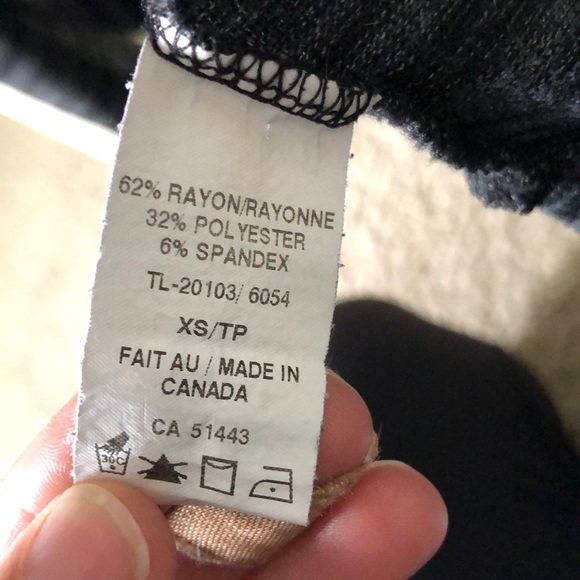 62% RAYON/RAYONNE
32% POLYESTER
6% SPANDEX
TL-20103/ 6054
XS/TP
FAIT AU / MADE IN
CANADA
CA 51443
30C